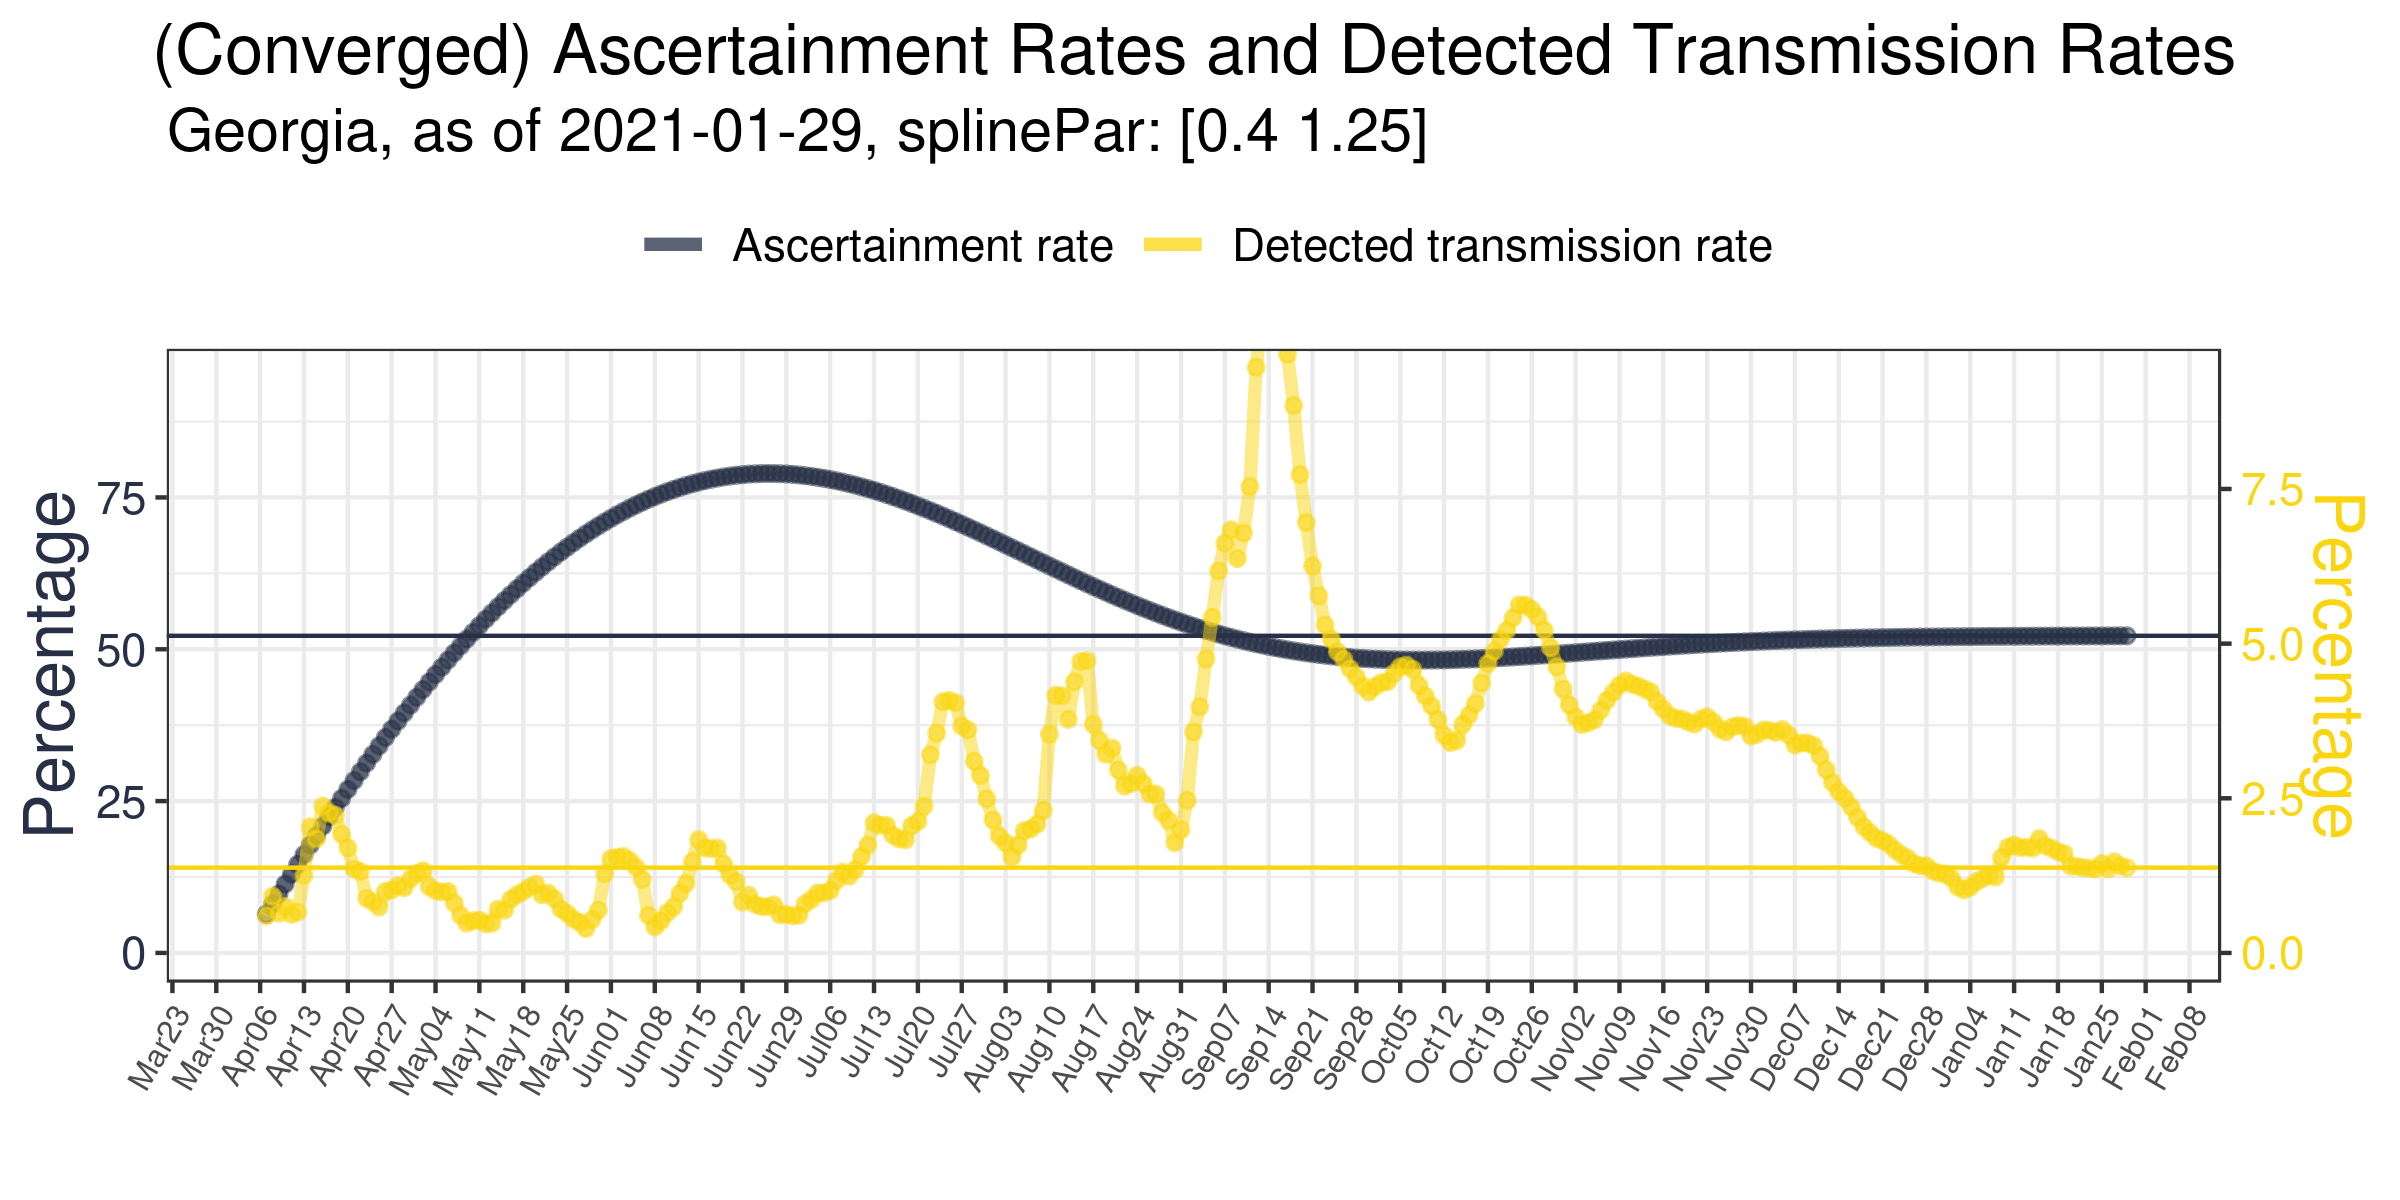 (Converged) Ascertainment Rates and Detected Transmission Rates
Georgia, as of 2021-01-29, splinePar: [0.4 1.25]
Ascertainment rate
Detected transmission rate
Percentage
75
50
25
0
7.5
5.0
2.5
0.0
Percentage
Mar23
Mar30
Apr06
Apr13
Apr20
Apr27
May04
May11
May18
May25
Jun01
Jun08
Jun15
Jun22
Jun29
Jul06
Jul13
Jul20
Jul27
Aug03
Aug10
Aug17
Aug24
Aug31
Sep07
Sep14
Sep21
Sep28
Oct05
Oct12
Oct19
Oct26
Nov02
Nov09
Nov16
Nov23
Nov30
Dec07
Dec14
Dec21
Dec28
Jan04
Jan11
Jan18
Jan25
Feb01
Feb08